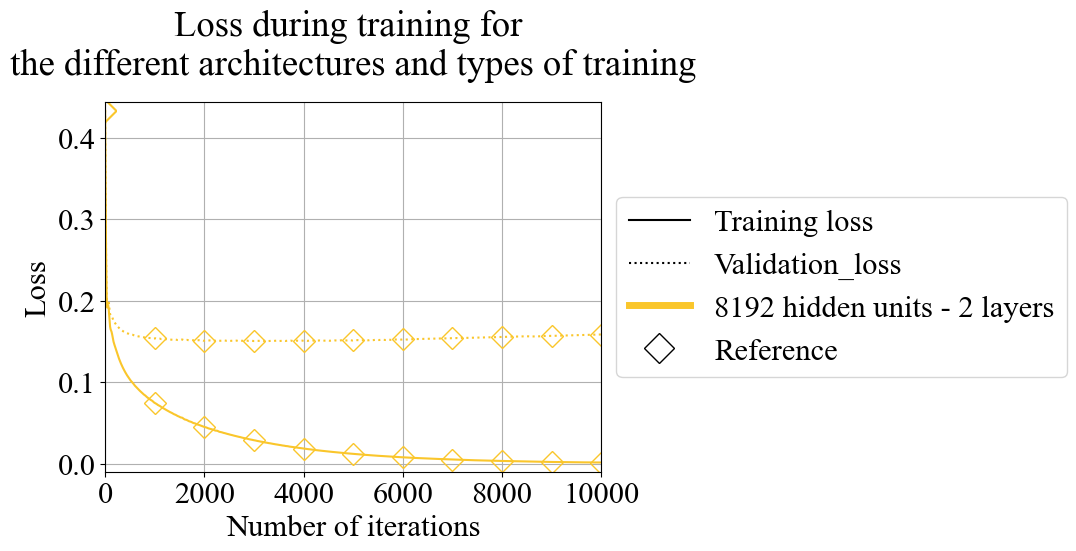 Loss during training for
the different architectures and types of training
0.4
0.3
0.2
0.1
0.0
Loss
0 2000 4000 6000 8000 10000
Number of iterations
Training loss
Validation_loss
8192 hidden units - 2 layers
Reference